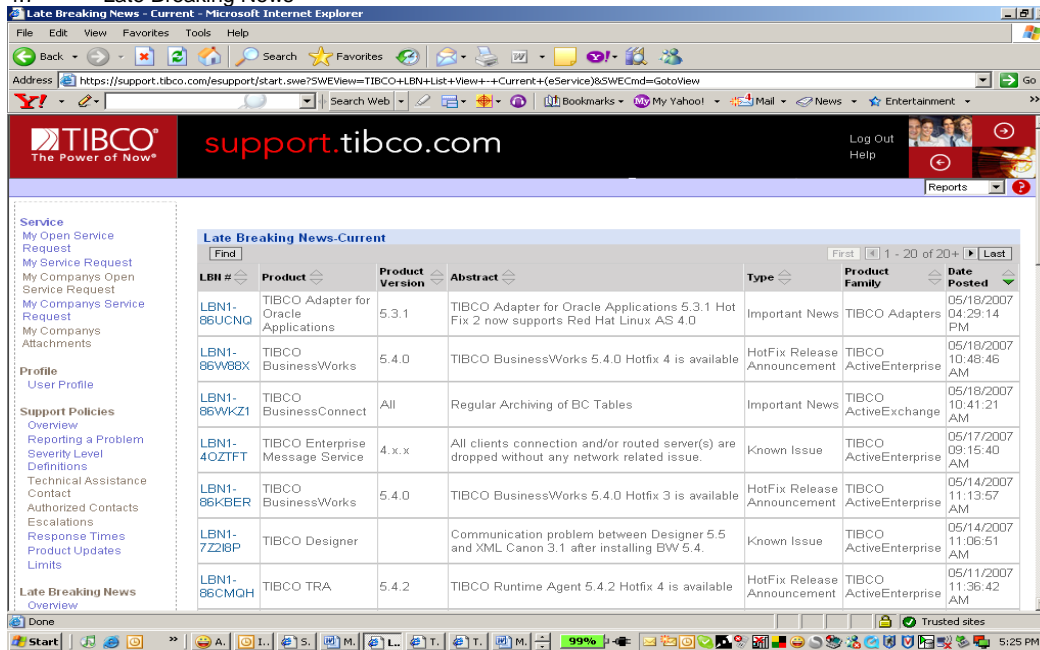 Late Breaking News
Late Breaking News - Current - Microsoft Internet Explorer
File Edit View Favorites Tools Help
Back Search Favorites
Address https://support.tibco.com/esupport/start.swe?SWEView=TIBCO+LBN+List+View+-+Current+(eService)&SWECmd=GotoView Go
Y! Search Web Bookmarks My Yahoo! Mail News Entertainment
TIBCO®
The Power of Now®
support.tibco.com
Log Out
Help
Reports
Service
My Open Service
Request
My Service Request
My Companys Open
Service Request
My Companys Service
Request
My Companys
Attachments
Profile
User Profile
Support Policies
Overview
Reporting a Problem
Severity Level
Definitions
Technical Assistance
Contact
Authorized Contacts
Escalations
Response Times
Product Updates
Limits
Late Breaking News
Overview
Late Breaking News-Current
Find First 1 - 20 of 20+ Last
LBN # Product Product Version Abstract Type Product Family Date Posted
LBN1-86UCNQ TIBCO Adapter for Oracle Applications 5.3.1 TIBCO Adapter for Oracle Applications 5.3.1 Hot Fix 2 now supports Red Hat Linux AS 4.0 Important News TIBCO Adapters 05/18/2007 04:29:14 PM
LBN1-86W88X TIBCO BusinessWorks 5.4.0 TIBCO BusinessWorks 5.4.0 Hotfix 4 is available HotFix Release Announcement TIBCO ActiveEnterprise 05/18/2007 10:48:46 AM
LBN1-86WKZ1 TIBCO BusinessConnect All Regular Archiving of BC Tables Important News TIBCO ActiveExchange 05/18/2007 10:41:21 AM
LBN1-4OZTFT TIBCO Enterprise Message Service 4.x.x All clients connection and/or routed server(s) are dropped without any network related issue. Known Issue TIBCO ActiveEnterprise 05/17/2007 09:15:40 AM
LBN1-86KBER TIBCO BusinessWorks 5.4.0 TIBCO BusinessWorks 5.4.0 Hotfix 3 is available HotFix Release Announcement TIBCO ActiveEnterprise 05/14/2007 11:13:57 AM
LBN1-7Z2I8P TIBCO Designer Communication problem between Designer 5.5 and XML Canon 3.1 after installing BW 5.4. Known Issue TIBCO ActiveEnterprise 05/14/2007 11:06:51 AM
LBN1-86CMQH TIBCO TRA 5.4.2 TIBCO Runtime Agent 5.4.2 Hotfix 4 is available HotFix Release Announcement TIBCO ActiveEnterprise 05/11/2007 11:36:42 AM
Done Trusted sites
Start A. I.. S. M. L.. T. T. M. 99% 5:25 PM